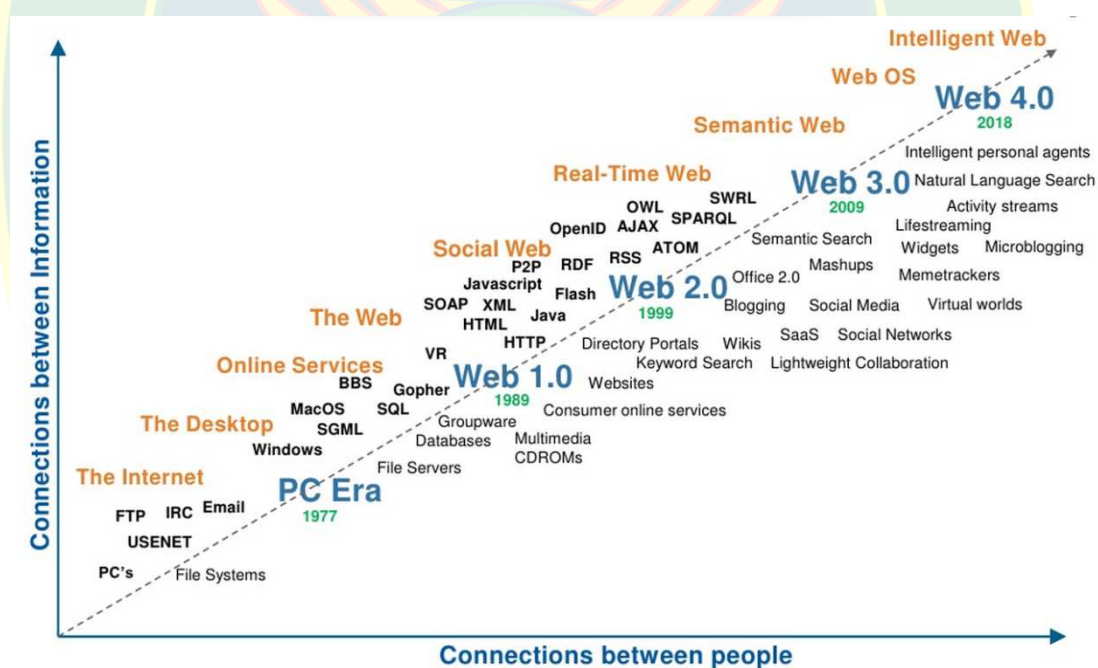 Intelligent Web
Web OS
Web 4.0
2018
Semantic Web
Intelligent personal agents
Real-Time Web
Web 3.0
Natural Language Search
2009
Activity streams
SWRL
OWL
SPARQL
OpenID
AJAX
Lifestreaming
Semantic Search
Widgets
Microblogging
Social Web
ATOM
RSS
RDF
P2P
Mashups
Memetrackers
Office 2.0
Javascript
Flash
Web 2.0
1999
Blogging
Social Media
Virtual worlds
SOAP
XML
Java
The Web
HTML
HTTP
Directory Portals
Wikis
SaaS
Social Networks
VR
Keyword Search
Lightweight Collaboration
Online Services
BBS
Gopher
Web 1.0
1989
Websites
MacOS
SQL
Consumer online services
The Desktop
SGML
Groupware
Databases
Multimedia
CDROMs
Windows
File Servers
The Internet
PC Era
1977
FTP
IRC
Email
USENET
PC's
File Systems
Connections between Information
Connections between people